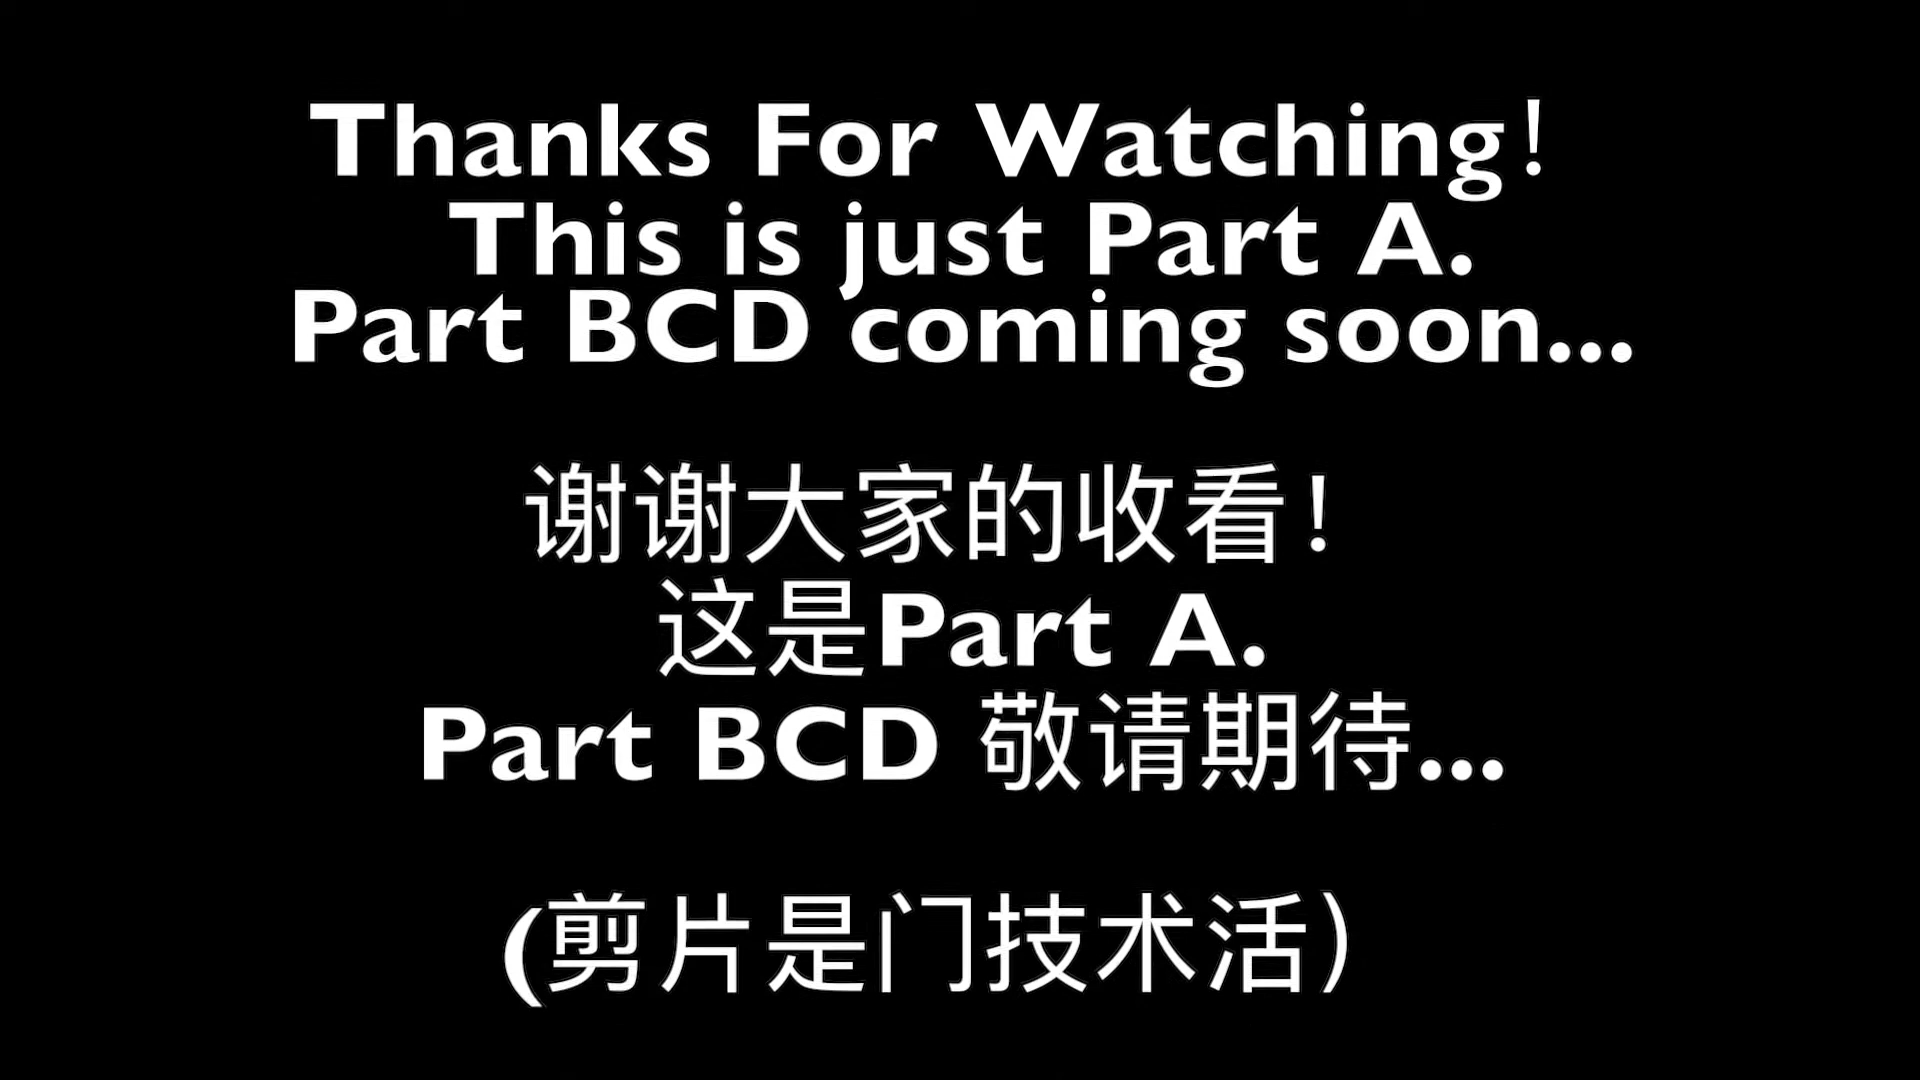 Thanks For Watching！
This is just Part A.
Part BCD coming soon...
谢谢大家的收看！
这是Part A.
Part BCD 敬请期待...
(剪片是门技术活）